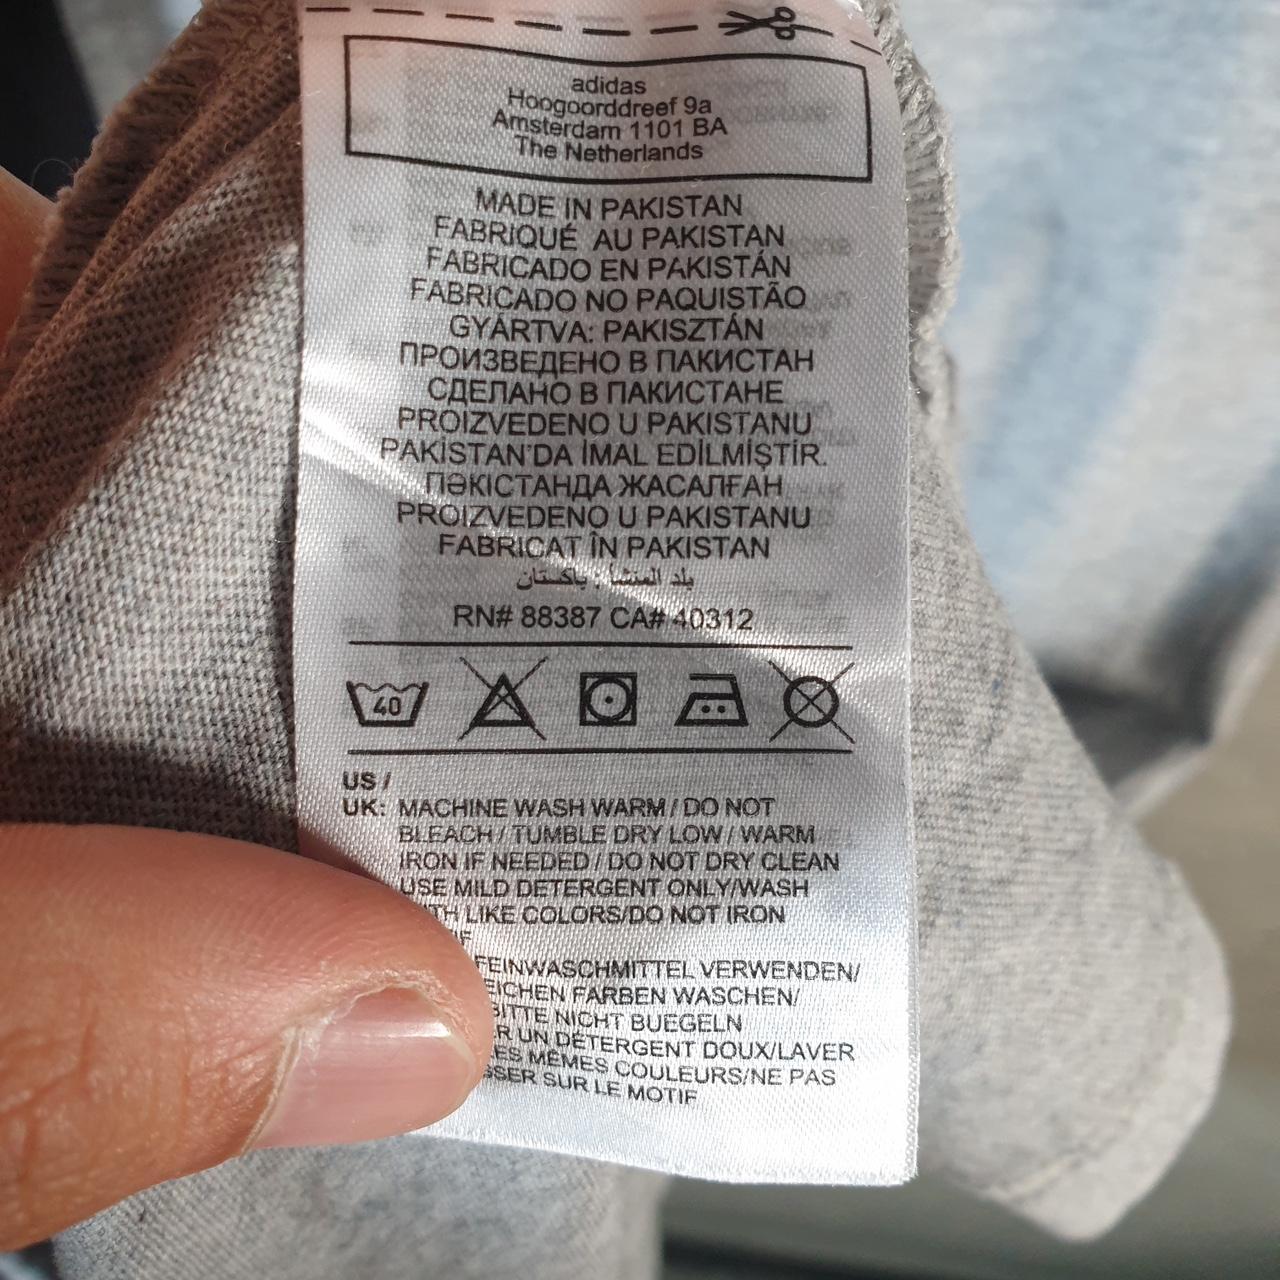 adidas
Hoogoorddreef 9a
Amsterdam 1101 BA
The Netherlands
MADE IN PAKISTAN
FABRIQUÉ AU PAKISTAN
FABRICADO EN PAKISTÁN
FABRICADO NO PAQUISTÃO
GYÁRTVA: PAKISZTÁN
ПРОИЗВЕДЕНО В ПАКИСТАН
СДЕЛАНО В ПАКИСТАНЕ
PROIZVEDENO U PAKISTANU
PAKİSTAN'DA İMAL EDİLMİŞTİR.
ПӘКІСТАНДА ЖАСАЛҒАН
PROIZVEDENO U PAKISTANU
FABRICAT ÎN PAKISTAN
بلد المنشأ : باكستان
RN# 88387 CA# 40312
40
US /
UK: MACHINE WASH WARM / DO NOT
BLEACH / TUMBLE DRY LOW / WARM
IRON IF NEEDED / DO NOT DRY CLEAN
USE MILD DETERGENT ONLY/WASH
LIKE COLORS/DO NOT IRON
FEINWASCHMITTEL VERWENDEN/
FARBEN WASCHEN/
BITTE NICHT BUEGELN
UN DÉTERGENT DOUX/LAVER
MÊMES COULEURS/NE PAS
SUR LE MOTIF